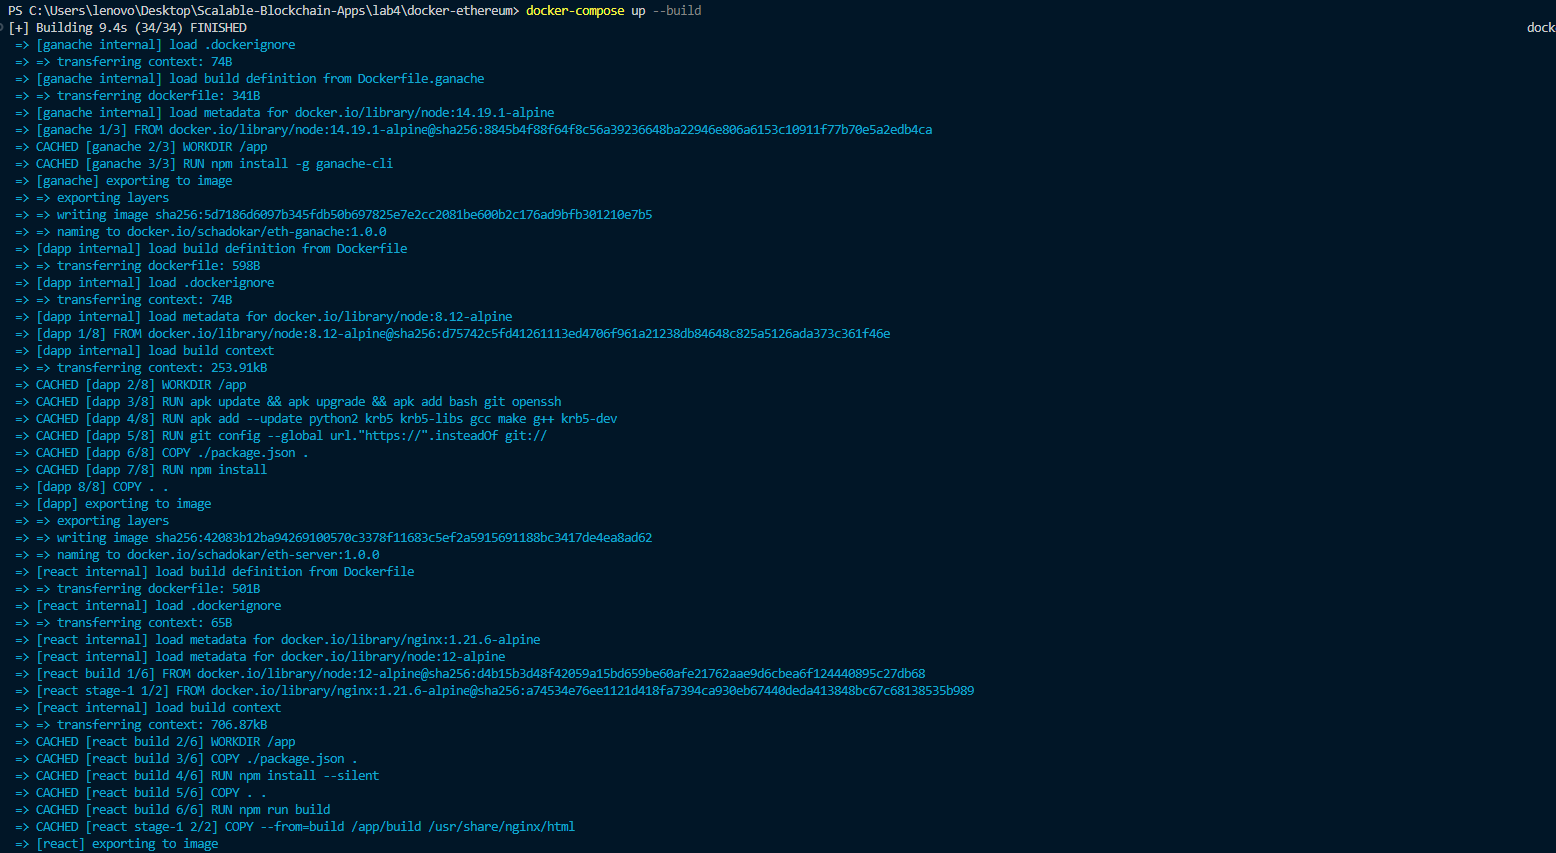 PS C:\Users\lenovo\Desktop\Scalable-Blockchain-Apps\lab4\docker-ethereum> docker-compose up --build
[+] Building 9.4s (34/34) FINISHED dock
=> [ganache internal] load .dockerignore
=> => transferring context: 74B
=> [ganache internal] load build definition from Dockerfile.ganache
=> => transferring dockerfile: 341B
=> [ganache internal] load metadata for docker.io/library/node:14.19.1-alpine
=> [ganache 1/3] FROM docker.io/library/node:14.19.1-alpine@sha256:8845b4f88f64f8c56a39236648ba22946e806a6153c10911f77b70e5a2edb4ca
=> CACHED [ganache 2/3] WORKDIR /app
=> CACHED [ganache 3/3] RUN npm install -g ganache-cli
=> [ganache] exporting to image
=> => exporting layers
=> => writing image sha256:5d7186d6097b345fdb50b697825e7e2cc2081be600b2c176ad9bfb301210e7b5
=> => naming to docker.io/schadokar/eth-ganache:1.0.0
=> [dapp internal] load build definition from Dockerfile
=> => transferring dockerfile: 598B
=> [dapp internal] load .dockerignore
=> => transferring context: 74B
=> [dapp internal] load metadata for docker.io/library/node:8.12-alpine
=> [dapp 1/8] FROM docker.io/library/node:8.12-alpine@sha256:d75742c5fd41261113ed4706f961a21238db84648c825a5126ada373c361f46e
=> [dapp internal] load build context
=> => transferring context: 253.91kB
=> CACHED [dapp 2/8] WORKDIR /app
=> CACHED [dapp 3/8] RUN apk update && apk upgrade && apk add bash git openssh
=> CACHED [dapp 4/8] RUN apk add --update python2 krb5 krb5-libs gcc make g++ krb5-dev
=> CACHED [dapp 5/8] RUN git config --global url."https://".insteadOf git://
=> CACHED [dapp 6/8] COPY ./package.json .
=> CACHED [dapp 7/8] RUN npm install
=> [dapp 8/8] COPY . .
=> [dapp] exporting to image
=> => exporting layers
=> => writing image sha256:42083b12ba94269100570c3378f11683c5ef2a5915691188bc3417de4ea8ad62
=> => naming to docker.io/schadokar/eth-server:1.0.0
=> [react internal] load build definition from Dockerfile
=> => transferring dockerfile: 501B
=> [react internal] load .dockerignore
=> => transferring context: 65B
=> [react internal] load metadata for docker.io/library/nginx:1.21.6-alpine
=> [react internal] load metadata for docker.io/library/node:12-alpine
=> [react build 1/6] FROM docker.io/library/node:12-alpine@sha256:d4b15b3d48f42059a15bd659be60afe21762aae9d6cbea6f124440895c27db68
=> [react stage-1 1/2] FROM docker.io/library/nginx:1.21.6-alpine@sha256:a74534e76ee1121d418fa7394ca930eb67440deda413848bc67c68138535b989
=> [react internal] load build context
=> => transferring context: 706.87kB
=> CACHED [react build 2/6] WORKDIR /app
=> CACHED [react build 3/6] COPY ./package.json .
=> CACHED [react build 4/6] RUN npm install --silent
=> CACHED [react build 5/6] COPY . .
=> CACHED [react build 6/6] RUN npm run build
=> CACHED [react stage-1 2/2] COPY --from=build /app/build /usr/share/nginx/html
=> [react] exporting to image